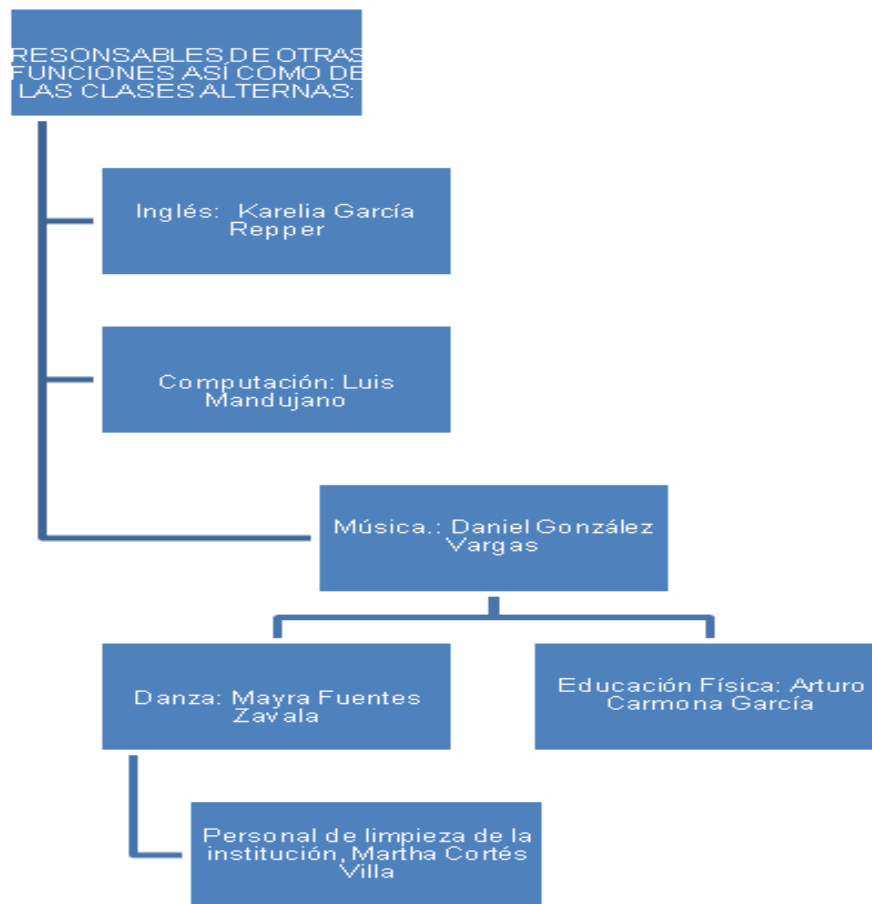 RESONSABLES DE OTRAS
FUNCIONES ASÍ COMO DE
LAS CLASES ALTERNAS:
Inglés:  Karelia García
Repper
Computación: Luis
Mandujano
Música.: Daniel González
Vargas
Danza: Mayra Fuentes
Zavala
Educación Física: Arturo
Carmona García
Personal de limpieza de la
institución, Martha Cortés
Villa